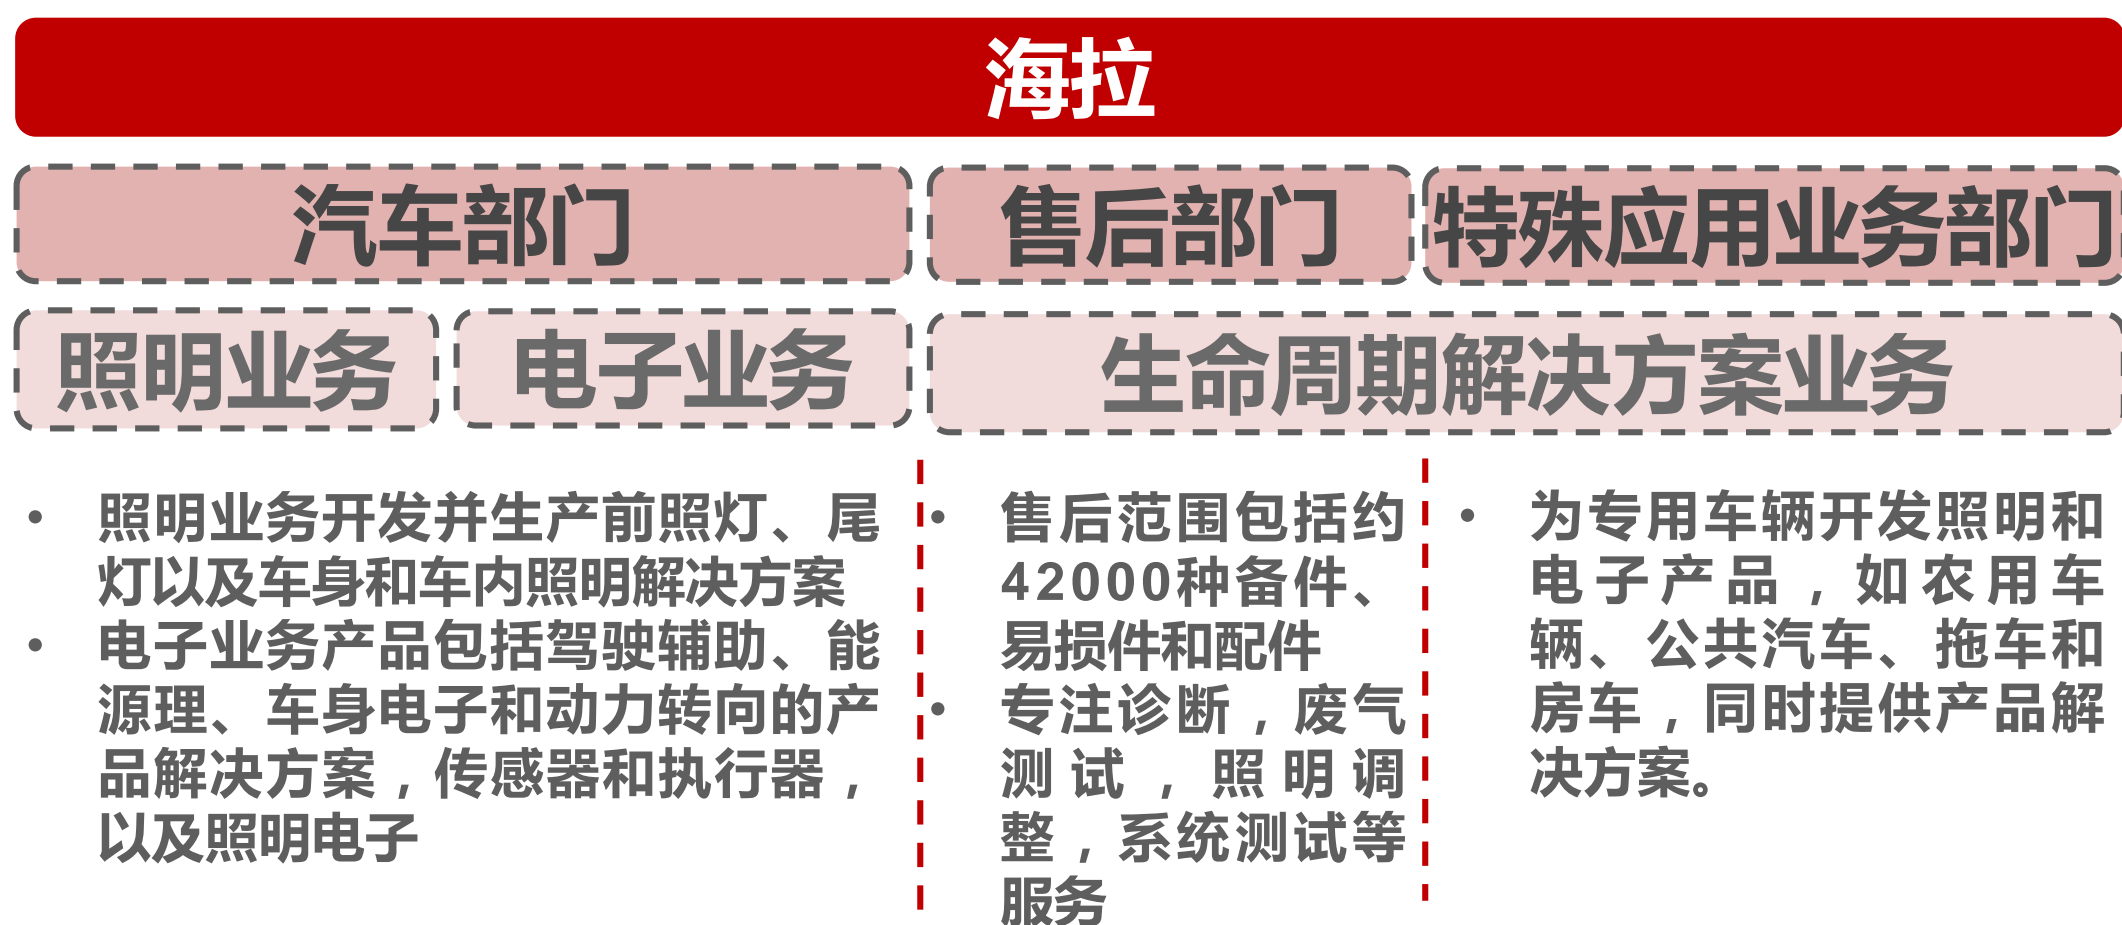 海拉
汽车部门
售后部门
特殊应用业务部门
照明业务
电子业务
生命周期解决方案业务
• 照明业务开发并生产前照灯、尾
灯以及车身和车内照明解决方案
• 电子业务产品包括驾驶辅助、能
源理、车身电子和动力转向的产
品解决方案，传感器和执行器，
以及照明电子
• 售后范围包括约
42000种备件、
易损件和配件
• 专注诊断，废气
测试，照明调
整，系统测试等
服务
• 为专用车辆开发照明和
电子产品，如农用车
辆、公共汽车、拖车和
房车，同时提供产品解
决方案。